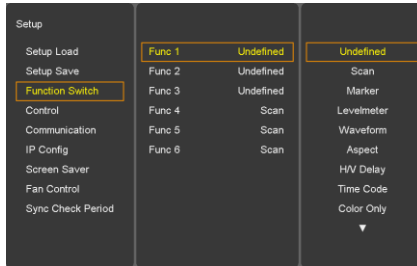 Setup
Setup Load
Setup Save
Function Switch
Control
Communication
IP Config
Screen Saver
Fan Control
Sync Check Period
Func 1 Undefined
Func 2 Undefined
Func 3 Undefined
Func 4 Scan
Func 5 Scan
Func 6 Scan
Undefined
Scan
Marker
Levelmeter
Waveform
Aspect
H/V Delay
Time Code
Color Only